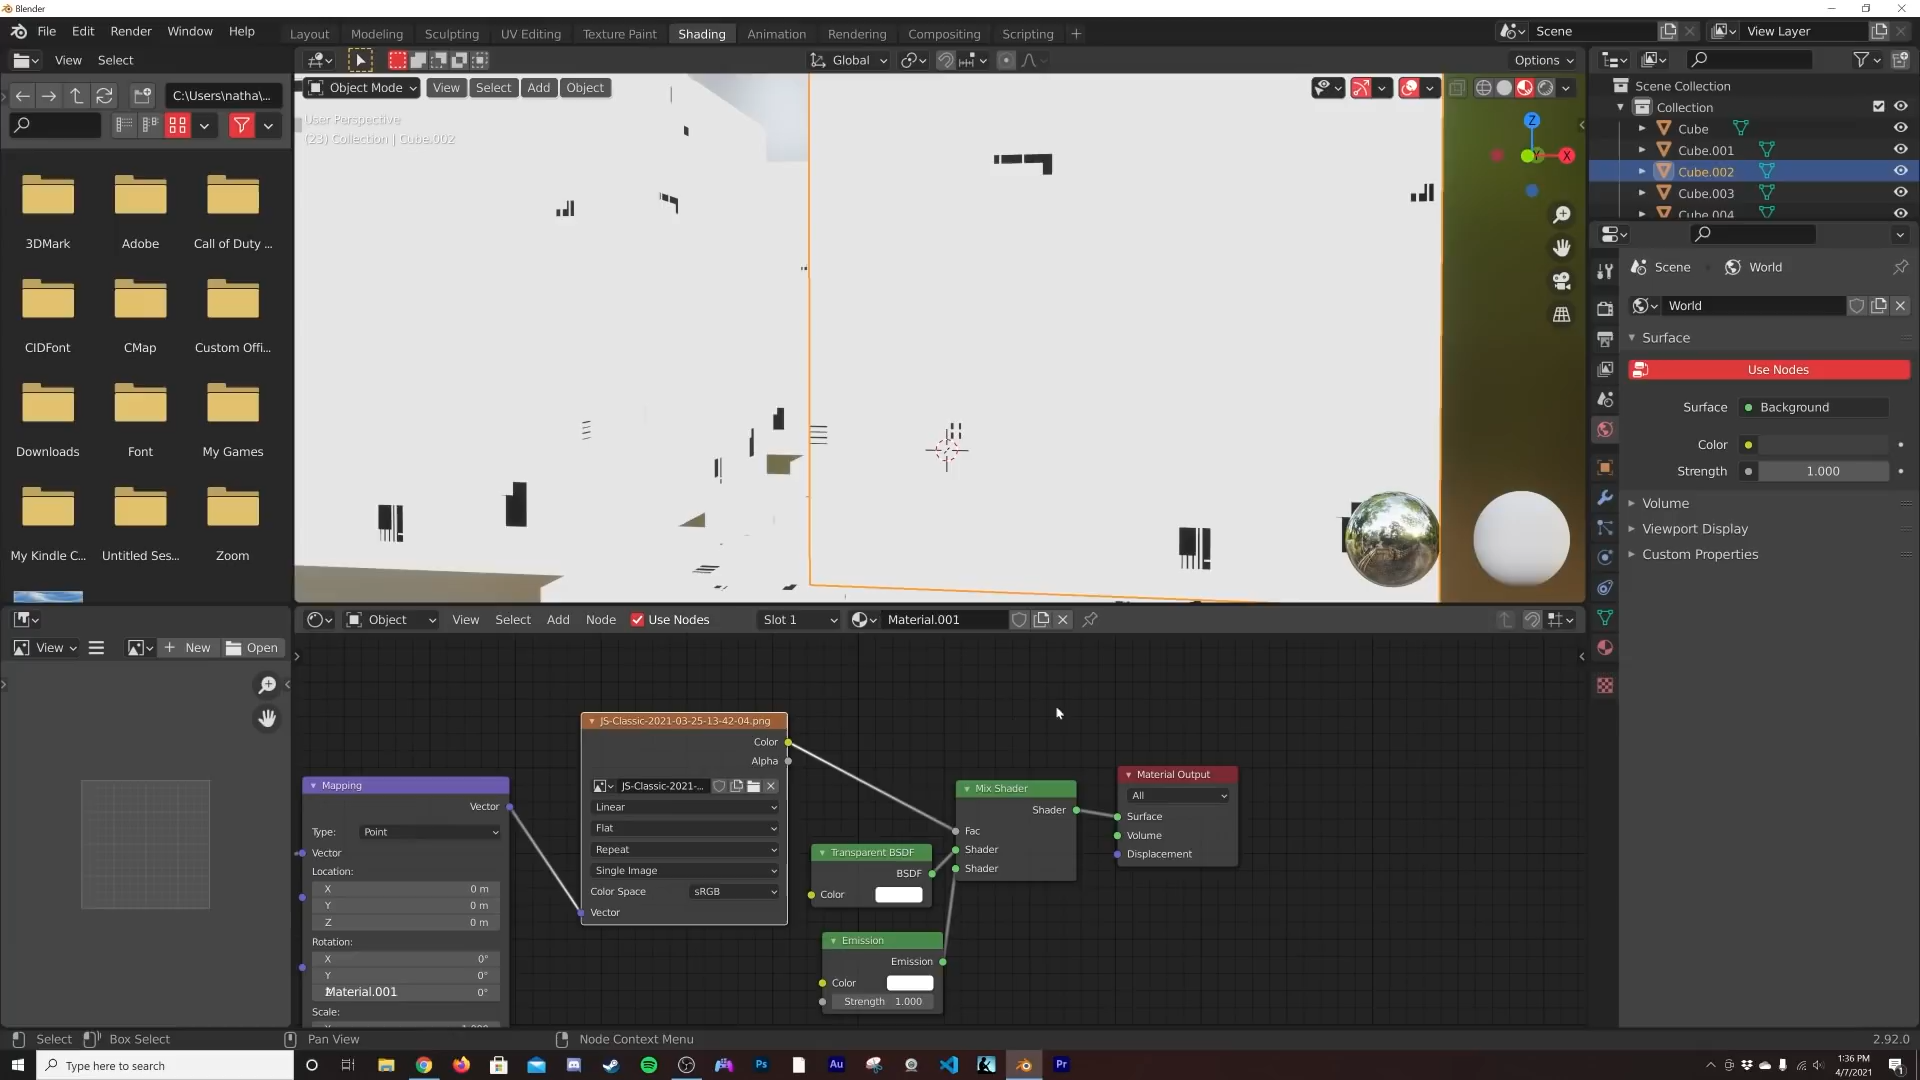 Blender
File Edit Render Window Help
Layout Modeling Sculpting UV Editing Texture Paint Shading Animation Rendering Compositing Scripting +
Scene
View Layer
View Select
Global
Options
C:\Users\natha\...
Object Mode View Select Add Object
User Perspective
(23) Collection | Cube.002
Z
X
3DMark
Adobe
Call of Duty ...
CIDFont
CMap
Custom Offi...
Downloads
Font
My Games
My Kindle C...
Untitled Ses...
Zoom
Scene Collection
Collection
Cube
Cube.001
Cube.002
Cube.003
Cube.004
Scene World
World
Surface
Use Nodes
Surface Background
Color
Strength 1.000
Volume
Viewport Display
Custom Properties
View New Open
Object View Select Add Node Use Nodes Slot 1 Material.001
Mapping
Vector
Type: Point
Vector
Location:
X 0 m
Y 0 m
Z 0 m
Rotation:
X 0°
Y 0°
Material.001 0°
Scale:
JS-Classic-2021-03-25-13-42-04.png
Color
Alpha
JS-Classic-2021-...
Linear
Flat
Repeat
Single Image
Color Space sRGB
Vector
Transparent BSDF
BSDF
Color
Emission
Emission
Color
Strength 1.000
Mix Shader
Shader
Fac
Shader
Shader
Material Output
All
Surface
Volume
Displacement
Select Box Select Pan View Node Context Menu 2.92.0
Type here to search
Ps
Au
Pr
1:36 PM
4/7/2021